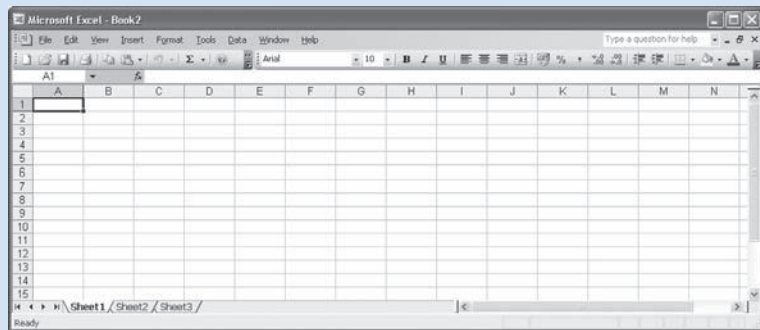 Microsoft Excel - Book2
File Edit View Insert Format Tools Data Window Help Type a question for help
Arial 10 B I U %
A1 fx
A B C D E F G H I J K L M N
1
2
3
4
5
6
7
8
9
10
11
12
13
14
15
Sheet1 Sheet2 Sheet3
Ready